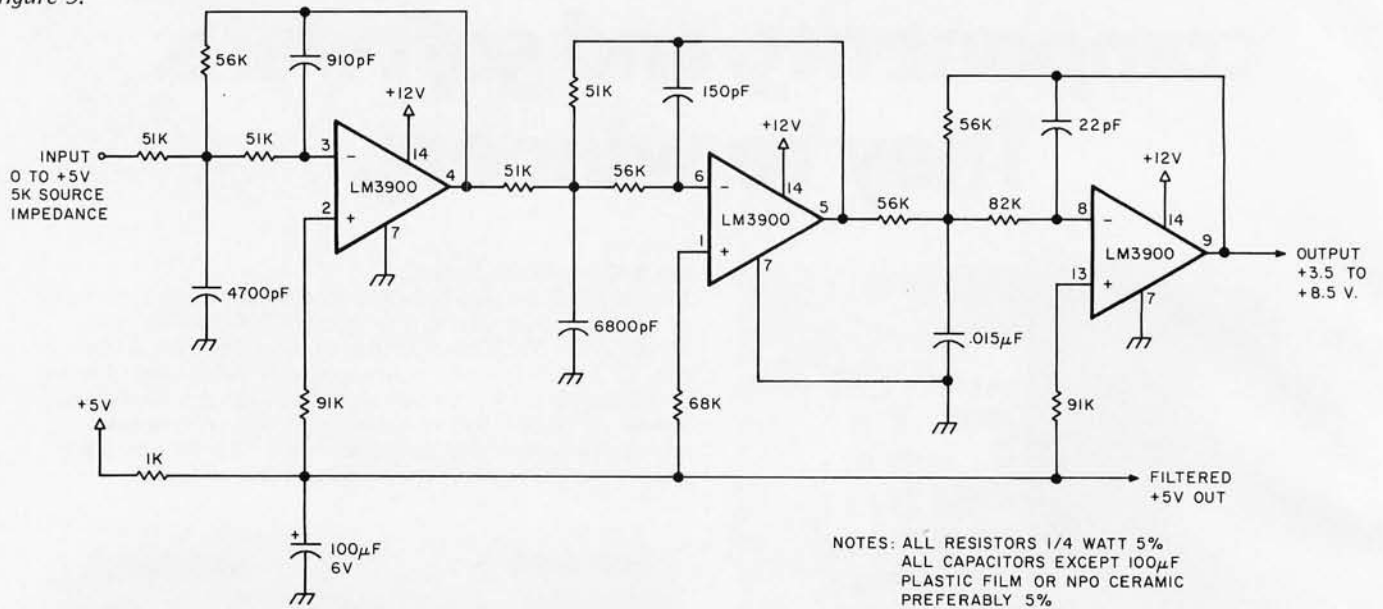 igure 5.
56K
910pF
+12V
51K
51K
3
−
14
INPUT
0 TO +5V
5K SOURCE
IMPEDANCE
LM3900
4
2
+
7
4700pF
91K
51K
150pF
+12V
51K
56K
6
−
14
LM3900
5
1
+
7
6800pF
68K
56K
22pF
+12V
56K
82K
8
−
14
LM3900
9
13
+
7
OUTPUT
+3.5 TO
+8.5 V.
.015µF
91K
+5V
1K
FILTERED
+5V OUT
+
100µF
6V
NOTES: ALL RESISTORS 1/4 WATT 5%
ALL CAPACITORS EXCEPT 100µF
PLASTIC FILM OR NPO CERAMIC
PREFERABLY 5%